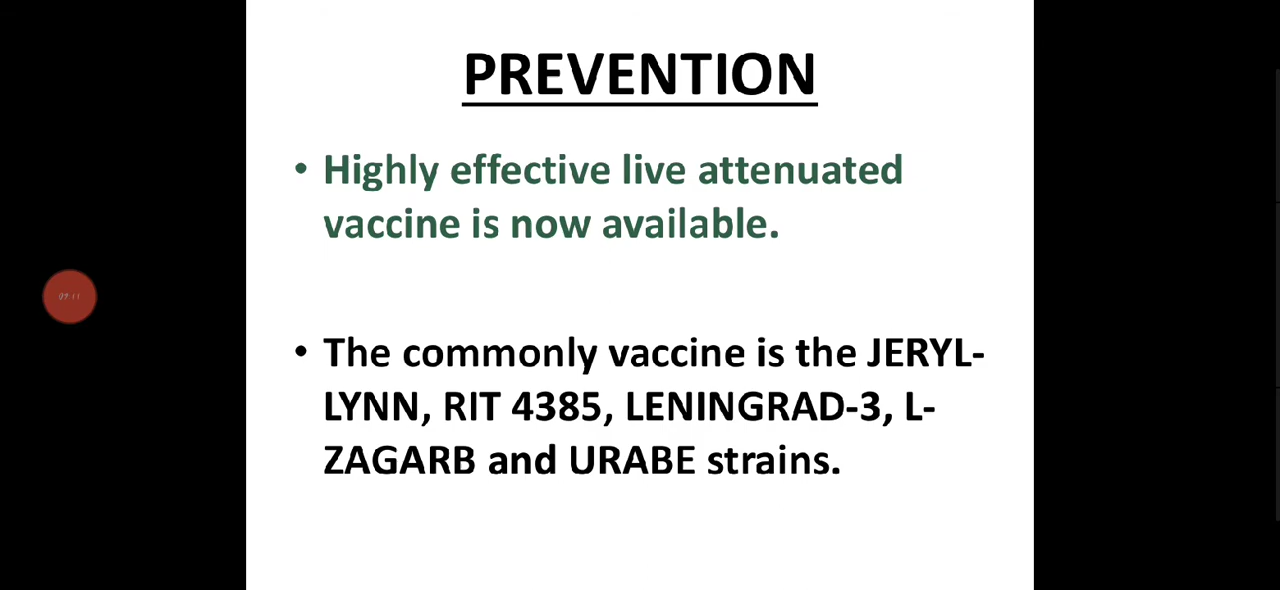 PREVENTION
• Highly effective live attenuated
vaccine is now available.
• The commonly vaccine is the JERYL-
LYNN, RIT 4385, LENINGRAD-3, L-
ZAGARB and URABE strains.